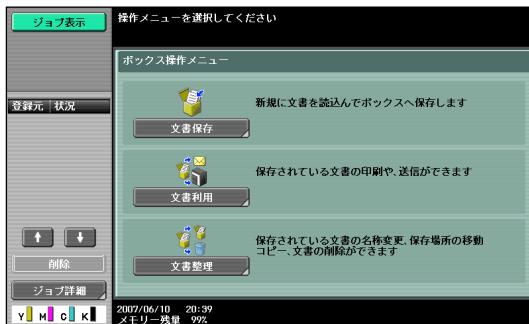 ジョブ表示
操作メニューを選択してください
ボックス操作メニュー
登録元 状況
新規に文書を読込んでボックスへ保存します
文書保存
保存されている文書の印刷や、送信ができます
文書利用
保存されている文書の名称変更、保存場所の移動
コピー、文書の削除ができます
文書整理
削除
ジョブ詳細
Y M C K
2007/06/10 20:39
メモリー残量 99%